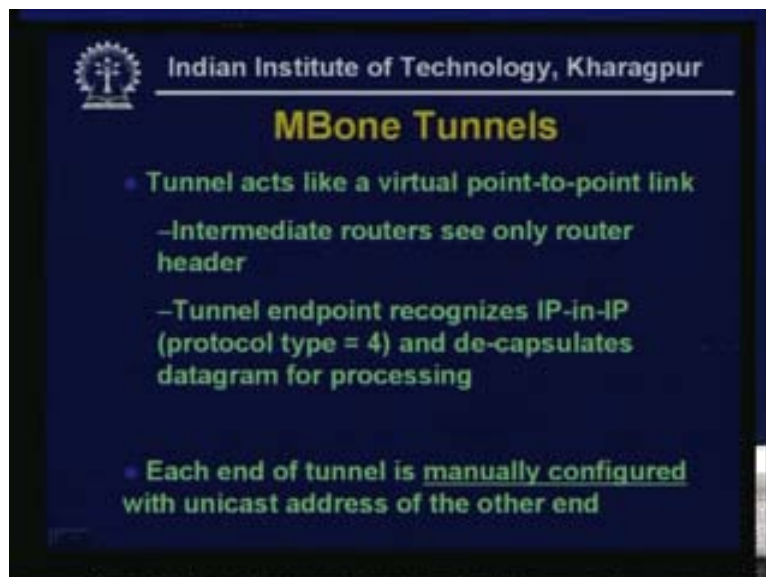 Indian Institute of Technology, Kharagpur
MBone Tunnels
Tunnel acts like a virtual point-to-point link
–Intermediate routers see only router
header
–Tunnel endpoint recognizes IP-in-IP
(protocol type = 4) and de-capsulates
datagram for processing
Each end of tunnel is manually configured
with unicast address of the other end